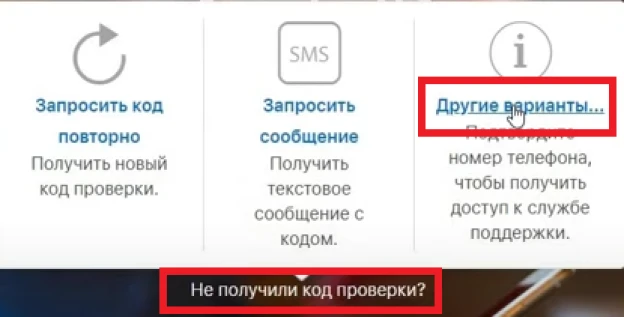 SMS
i
Запросить код
повторно
Получить новый
код проверки.
Запросить
сообщение
Получить
текстовое
сообщение с
кодом.
Другие варианты...
Подтвердите
номер телефона,
чтобы получить
доступ к службе
поддержки.
Не получили код проверки?